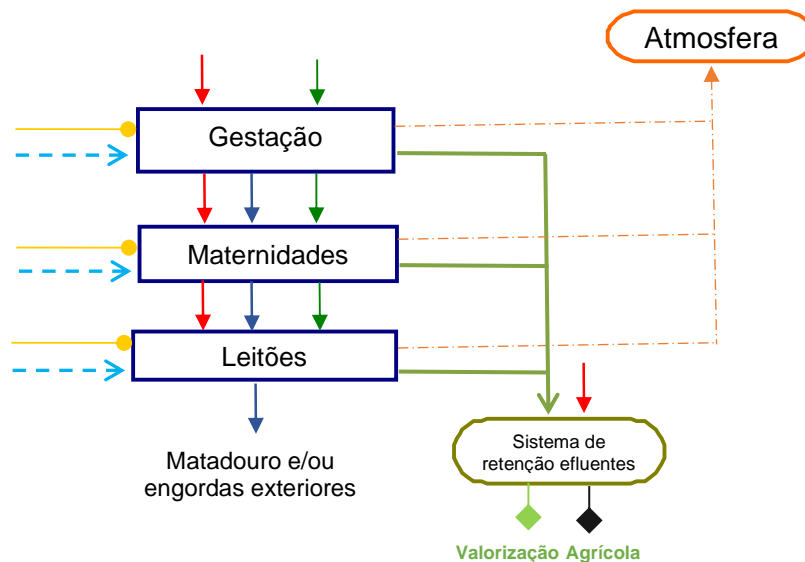 Atmosfera
Gestação
Maternidades
Leitões
Matadouro e/ou
engordas exteriores
Sistema de
retenção efluentes
Valorização Agrícola